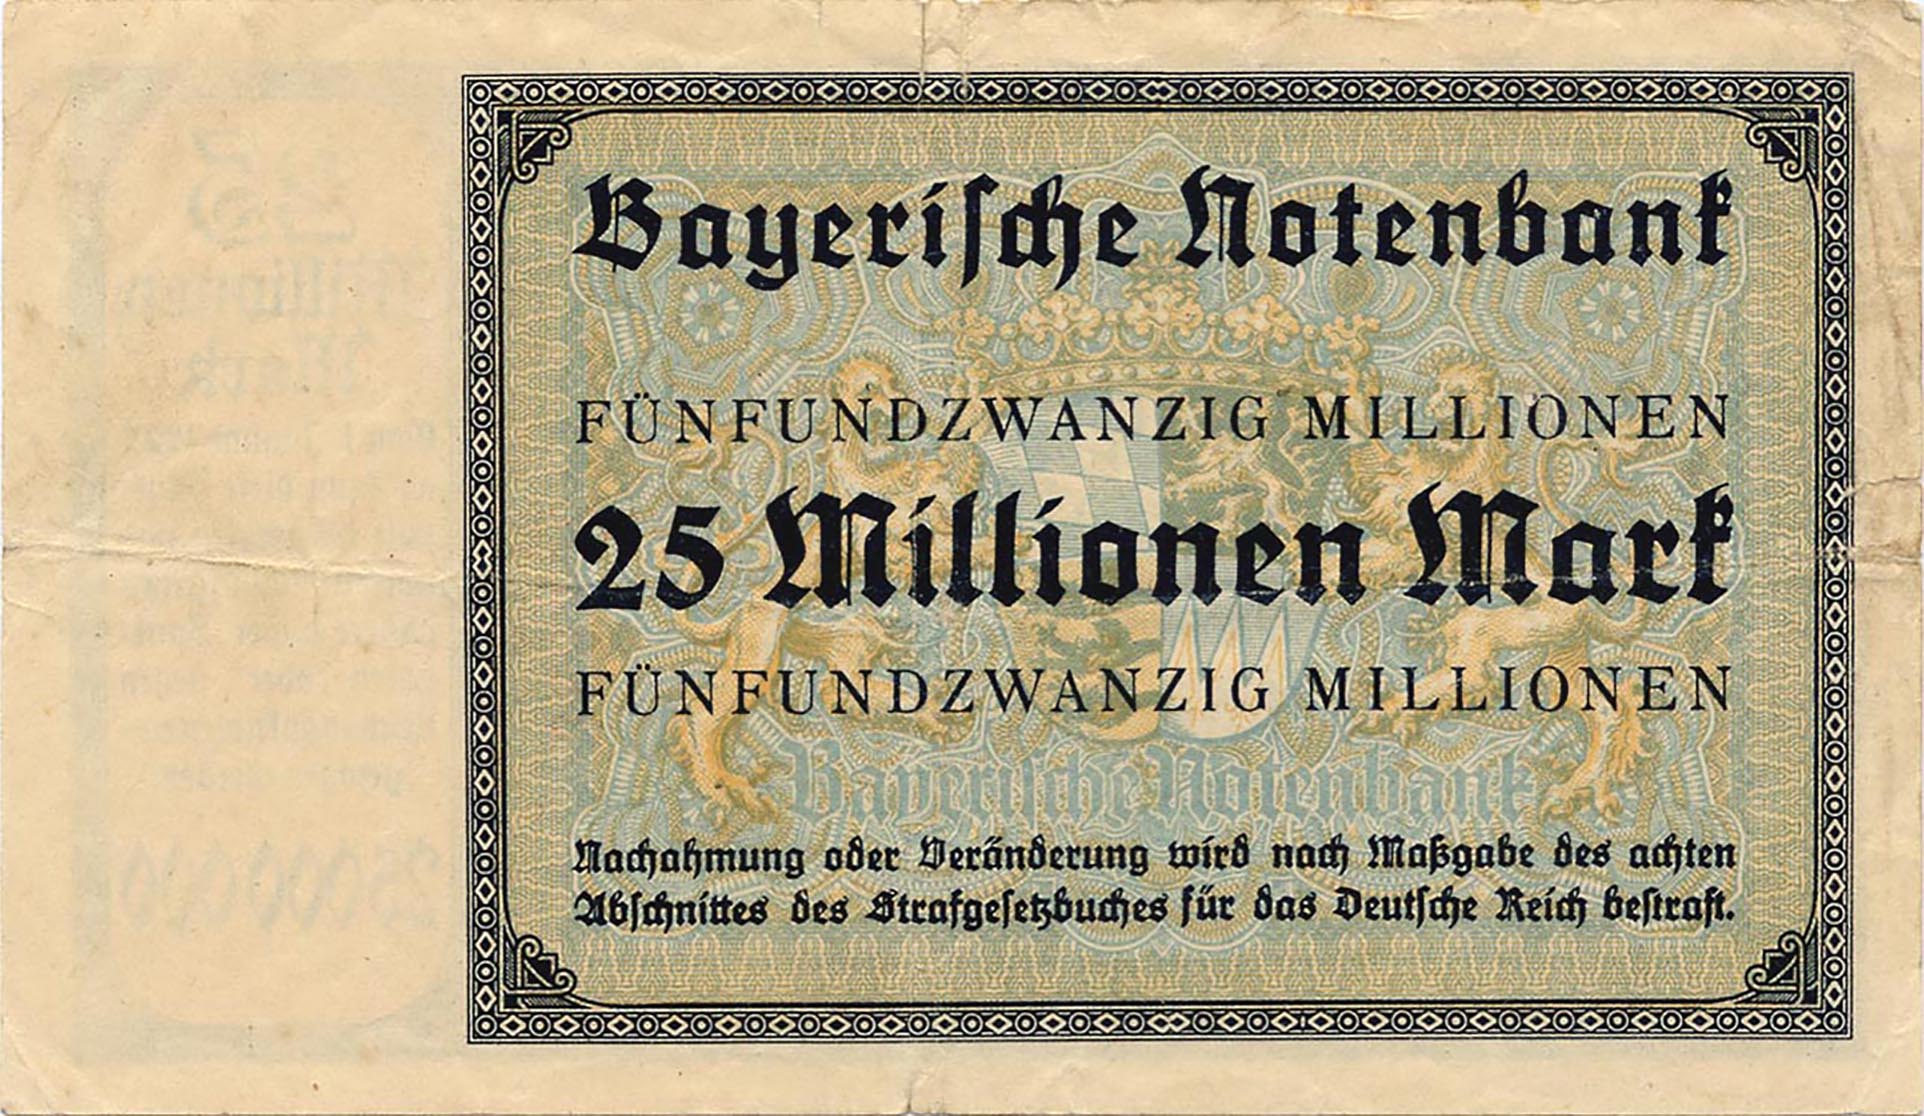 Bayerische Notenbank
FÜNFUNDZWANZIG MILLIONEN
25 Millionen Mark
FÜNFUNDZWANZIG MILLIONEN
Bayerische Notenbank
Nachahmung oder Veränderung wird nach Maßgabe des achten
Abschnittes des Strafgesetzbuches für das Deutsche Reich bestraft.